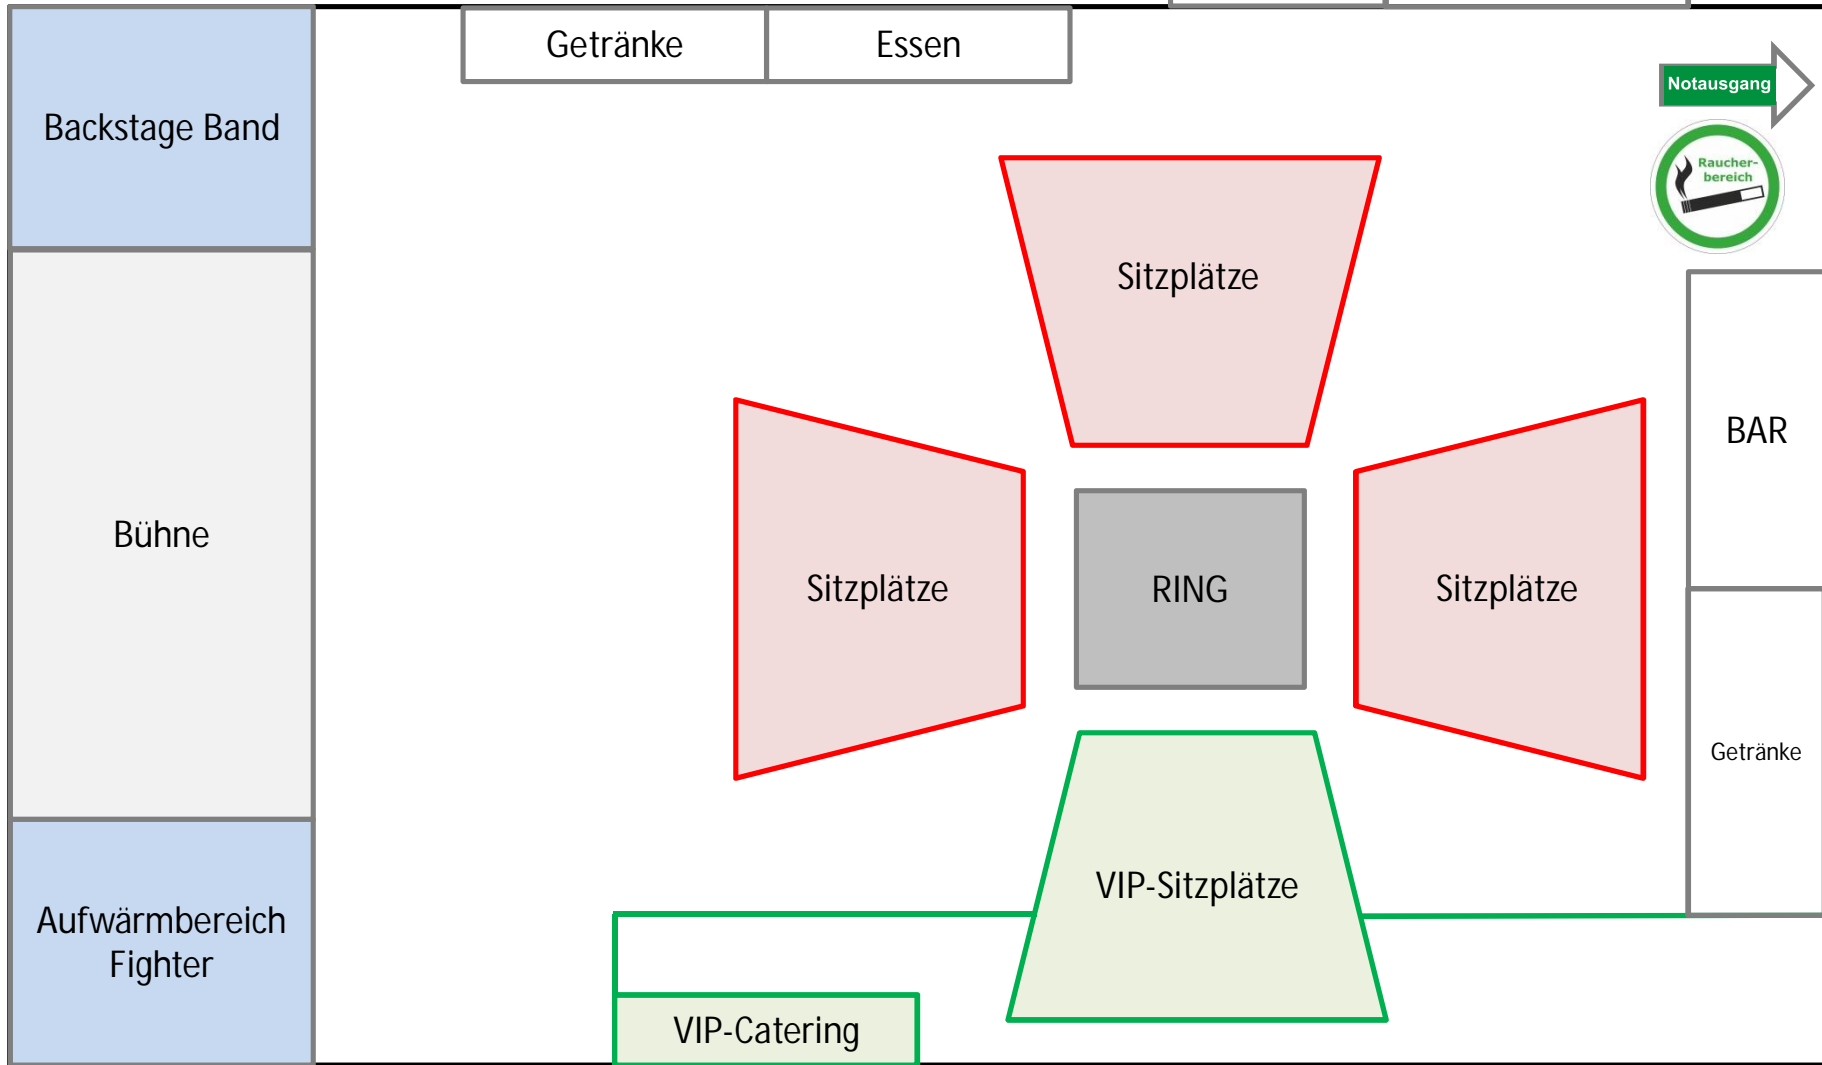 Getränke
Essen
Notausgang
Backstage Band
Raucher-
bereich
Sitzplätze
BAR
Bühne
Sitzplätze
RING
Sitzplätze
Getränke
VIP-Sitzplätze
Aufwärmbereich
Fighter
VIP-Catering